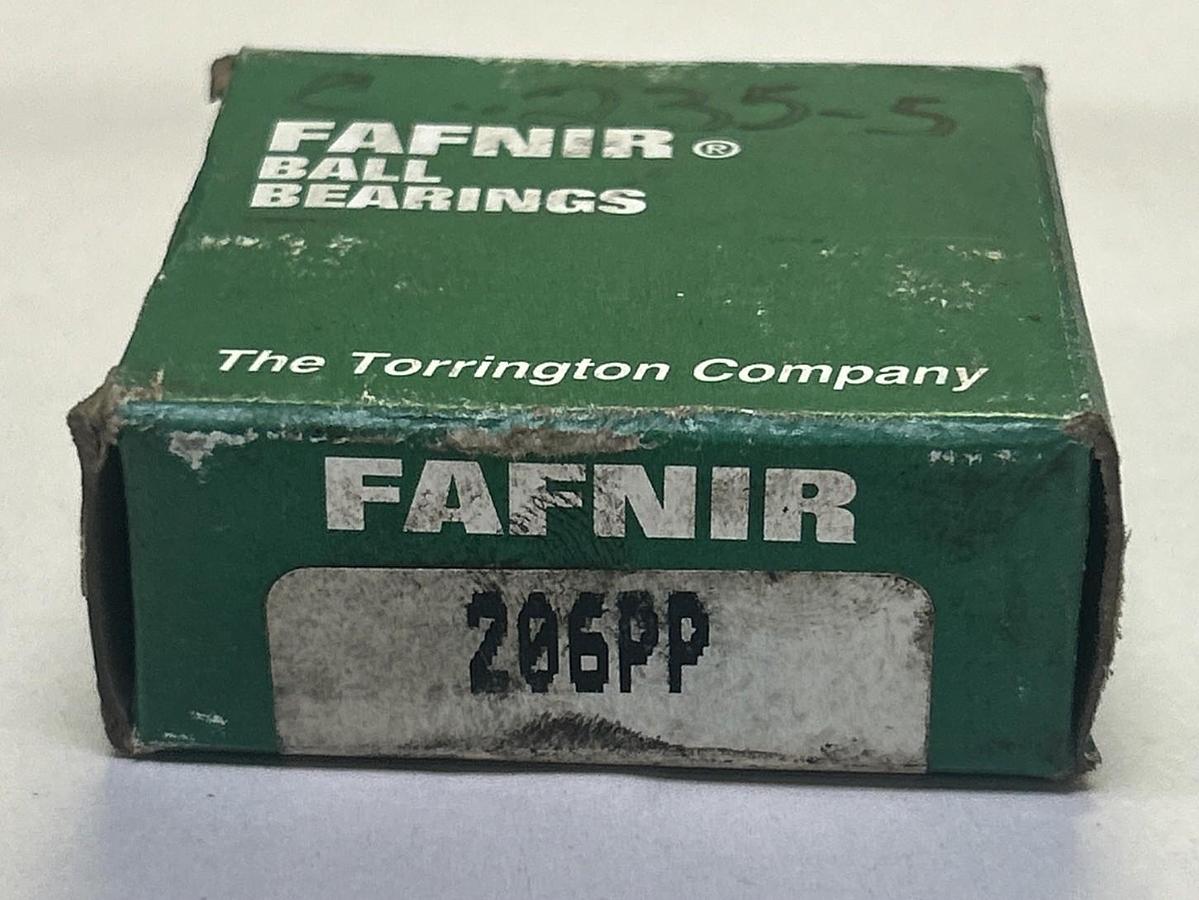 235-5
FAFNIR®
BALL
BEARINGS
The Torrington Company
FAFNIR
206PP